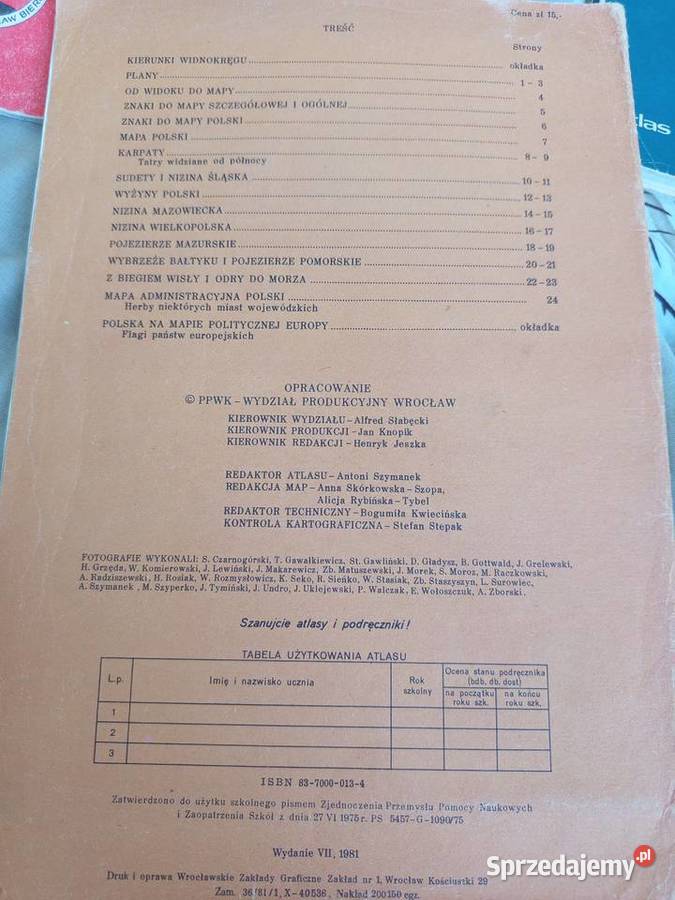 AW BIER
Cena zł 15,-
TREŚĆ
Strony
KIERUNKI WIDNOKRĘGU okładka
PLANY 1-3
OD WIDOKU DO MAPY 4
ZNAKI DO MAPY SZCZEGÓŁOWEJ I OGÓLNEJ 5
ZNAKI DO MAPY POLSKI 6
MAPA POLSKI 7
KARPATY 8-9
Tatry widziane od północy
SUDETY I NIZINA ŚLĄSKA 10-11
WYŻYNY POLSKI 12-13
NIZINA MAZOWIECKA 14-15
NIZINA WIELKOPOLSKA 16-17
POJEZIERZE MAZURSKIE 18-19
WYBRZEŻE BAŁTYKU I POJEZIERZE POMORSKIE 20-21
Z BIEGIEM WISŁY I ODRY DO MORZA 22-23
MAPA ADMINISTRACYJNA POLSKI 24
Herby niektórych miast wojewódzkich
POLSKA NA MAPIE POLITYCZNEJ EUROPY okładka
Flagi państw europejskich
las
OPRACOWANIE
© PPWK-WYDZIAŁ PRODUKCYJNY WROCŁAW
KIEROWNIK WYDZIAŁU-Alfred Słabęcki
KIEROWNIK PRODUKCJI-Jan Knopik
KIEROWNIK REDAKCJI-Henryk Jeszka
REDAKTOR ATLASU-Antoni Szymanek
REDAKCJA MAP-Anna Skórkowska-Szopa,
Alicja Rybińska-Tybel
REDAKTOR TECHNICZNY-Bogumiła Kwiecińska
KONTROLA KARTOGRAFICZNA-Stefan Stepak
FOTOGRAFIE WYKONALI: S. Czarnogórski, T. Gawałkiewicz, St. Gawliński, D. Gładysz, B. Gottwald, J. Grelewski,
H. Grzęda, W. Komierowski, J. Lewiński, J. Makarewicz, Zb. Matuszewski, J. Morek, S. Moroz, M. Raczkowski,
A. Radziszewski, H. Rosiak, W. Rozmysłowicz, K. Seko, R. Sieńko, W. Stasiak, Zb. Staszyszyn, L. Surowiec,
A. Szymanek, M. Szyperko, J. Tymiński, J. Undro, J. Uklejewski, P. Walczak, E. Wołoszczuk, A. Zborski.
Szanujcie atlasy i podręczniki!
TABELA UŻYTKOWANIA ATLASU
L.p. Imię i nazwisko ucznia Rok szkolny Ocena stanu podręcznika (bdb. db. dost)
na początku roku szk. na końcu roku szk.
1
2
3
ISBN 83-7000-013-4
Zatwierdzono do użytku szkolnego pismem Zjednoczenia Przemysłu Pomocy Naukowych
i Zaopatrzenia Szkół z dnia 27 VI 1975 r. PS 5457-G-1090/75
Wydanie VII, 1981
Druk i oprawa Wrocławskie Zakłady Graficzne Zakład nr 1, Wrocław Kościuszki 29
Zam. 36/81/1, X-40536, Nakład 200150 egz.
Sprzedajemy.pl